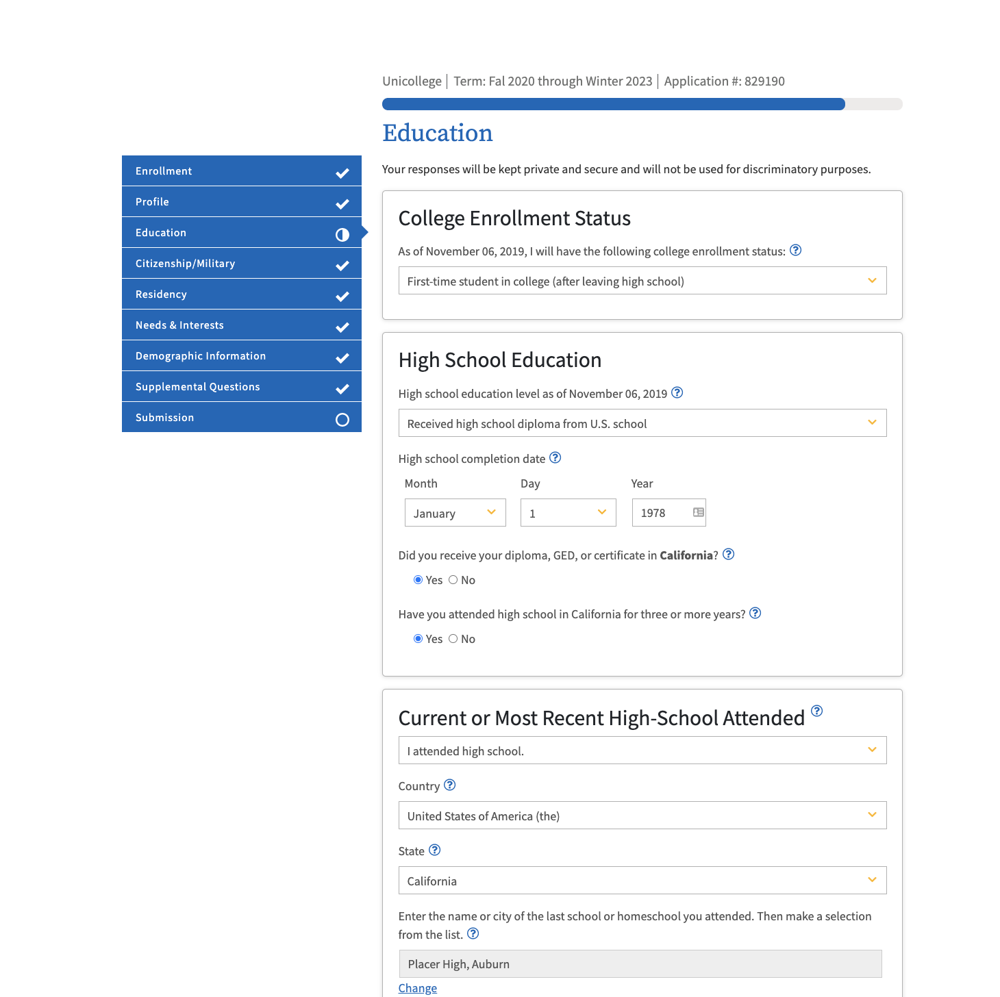 Unicollege | Term: Fal 2020 through Winter 2023 | Application #: 829190
Education
Your responses will be kept private and secure and will not be used for discriminatory purposes.
Enrollment
Profile
Education
Citizenship/Military
Residency
Needs & Interests
Demographic Information
Supplemental Questions
Submission
College Enrollment Status
As of November 06, 2019, I will have the following college enrollment status: ?
First-time student in college (after leaving high school)
High School Education
High school education level as of November 06, 2019 ?
Received high school diploma from U.S. school
High school completion date ?
Month Day Year
January 1 1978
Did you receive your diploma, GED, or certificate in California? ?
Yes No
Have you attended high school in California for three or more years? ?
Yes No
Current or Most Recent High-School Attended ?
I attended high school.
Country ?
United States of America (the)
State ?
California
Enter the name or city of the last school or homeschool you attended. Then make a selection
from the list. ?
Placer High, Auburn
Change